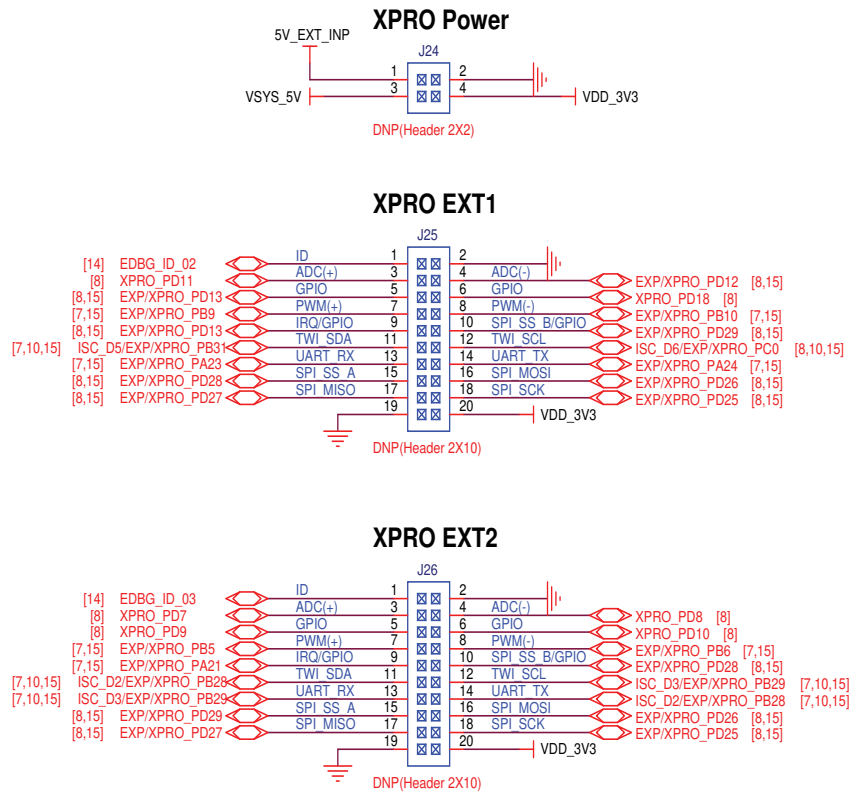 XPRO Power
5V_EXT_INP
J24
1 2
VSYS_5V 3 4 VDD_3V3
DNP(Header 2X2)
XPRO EXT1
J25
[14] EDBG_ID_02 ID 1 2
[8] XPRO_PD11 ADC(+) 3 4 ADC(-) EXP/XPRO_PD12 [8,15]
[8,15] EXP/XPRO_PD13 GPIO 5 6 GPIO XPRO_PD18 [8]
[7,15] EXP/XPRO_PB9 PWM(+) 7 8 PWM(-) EXP/XPRO_PB10 [7,15]
[8,15] EXP/XPRO_PD13 IRQ/GPIO 9 10 SPI_SS_B/GPIO EXP/XPRO_PD29 [8,15]
[7,10,15] ISC_D5/EXP/XPRO_PB31 TWI_SDA 11 12 TWI_SCL ISC_D6/EXP/XPRO_PC0 [8,10,15]
[7,15] EXP/XPRO_PA23 UART_RX 13 14 UART_TX EXP/XPRO_PA24 [7,15]
[8,15] EXP/XPRO_PD28 SPI_SS_A 15 16 SPI_MOSI EXP/XPRO_PD26 [8,15]
[8,15] EXP/XPRO_PD27 SPI_MISO 17 18 SPI_SCK EXP/XPRO_PD25 [8,15]
19 20 VDD_3V3
DNP(Header 2X10)
XPRO EXT2
J26
[14] EDBG_ID_03 ID 1 2
[8] XPRO_PD7 ADC(+) 3 4 ADC(-) XPRO_PD8 [8]
[8] XPRO_PD9 GPIO 5 6 GPIO XPRO_PD10 [8]
[7,15] EXP/XPRO_PB5 PWM(+) 7 8 PWM(-) EXP/XPRO_PB6 [7,15]
[7,15] EXP/XPRO_PA21 IRQ/GPIO 9 10 SPI_SS_B/GPIO EXP/XPRO_PD28 [8,15]
[7,10,15] ISC_D2/EXP/XPRO_PB28 TWI_SDA 11 12 TWI_SCL ISC_D3/EXP/XPRO_PB29 [7,10,15]
[7,10,15] ISC_D3/EXP/XPRO_PB29 UART_RX 13 14 UART_TX ISC_D2/EXP/XPRO_PB28 [7,10,15]
[8,15] EXP/XPRO_PD29 SPI_SS_A 15 16 SPI_MOSI EXP/XPRO_PD26 [8,15]
[8,15] EXP/XPRO_PD27 SPI_MISO 17 18 SPI_SCK EXP/XPRO_PD25 [8,15]
19 20 VDD_3V3
DNP(Header 2X10)